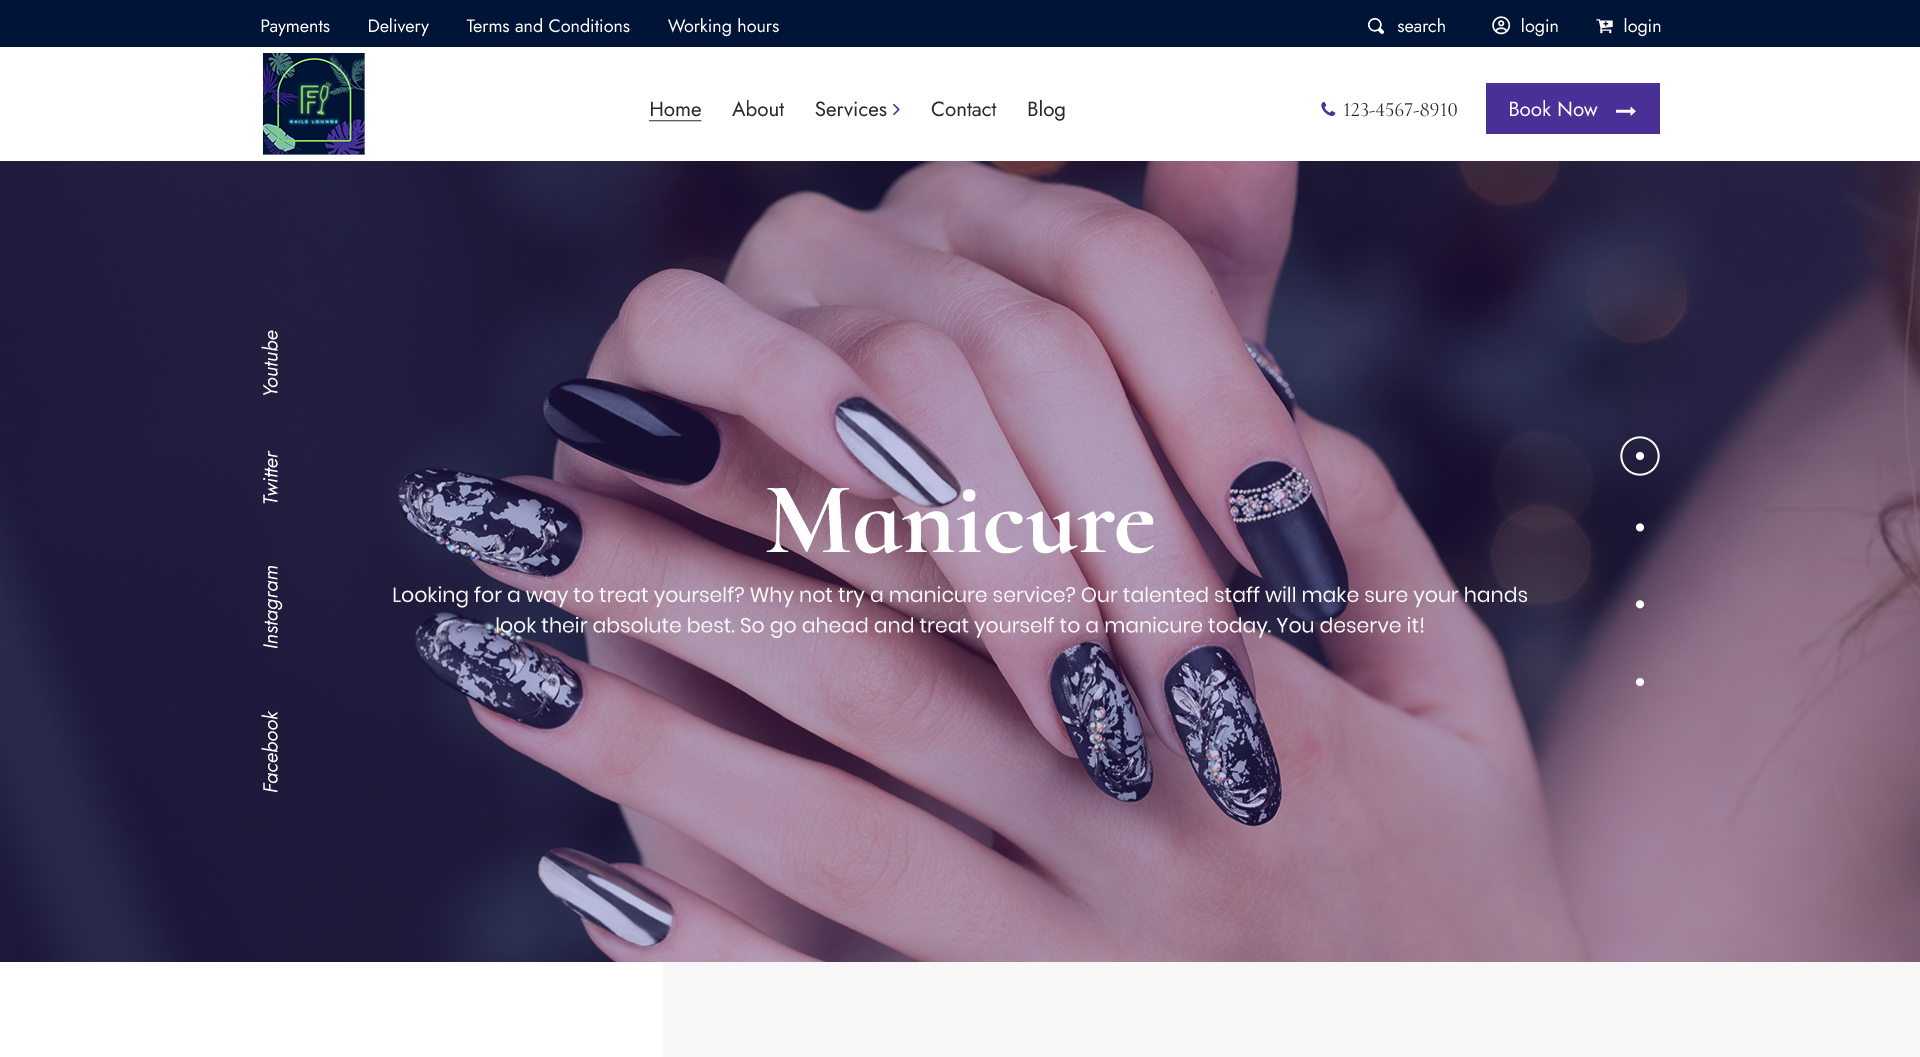 Payments Delivery Terms and Conditions Working hours search login login
FF
NAILS LOUNGE
Home About Services Contact Blog 123-4567-8910 Book Now
Youtube
Twitter
Instagram
Facebook
Manicure
Looking for a way to treat yourself? Why not try a manicure service? Our talented staff will make sure your hands
look their absolute best. So go ahead and treat yourself to a manicure today. You deserve it!